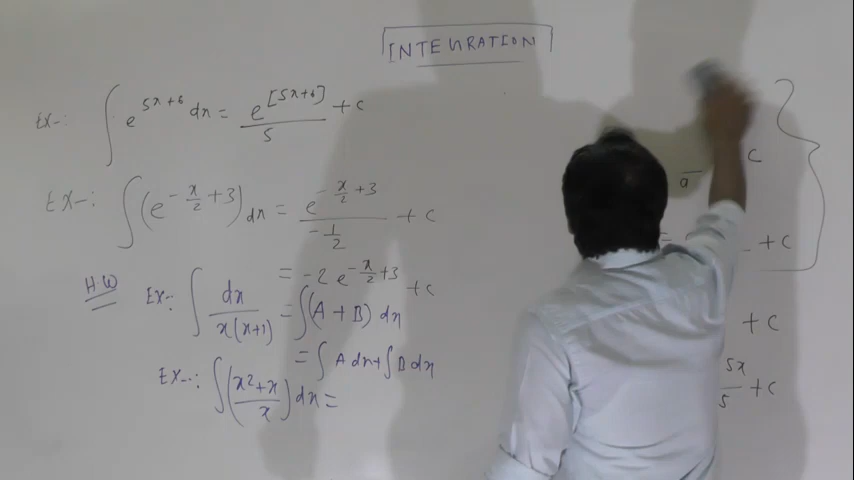 INTEGRATION
Ex-: ∫ e^{5x+6} dx = e^{[5x+6]}/5 + c
Ex-: ∫ (e^{-x/2+3}) dx = e^{-x/2+3}/(-1/2) + c
= -2 e^{-x/2+3} + c
HW Ex-: ∫ dx/x(x+1) = ∫(A + B) dx
= ∫ A dx + ∫ B dx
Ex-: ∫ (x²+x/x) dx =
a c
= + c
+ c
5x/5 + c